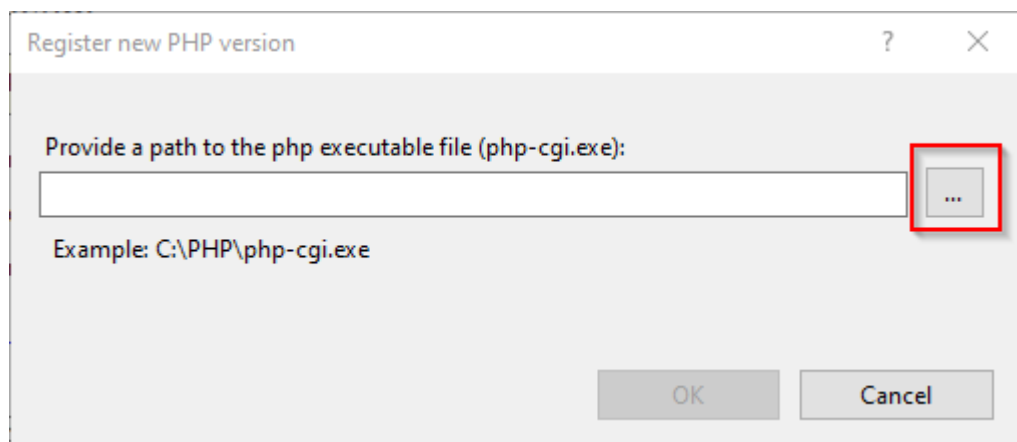 Register new PHP version
?
Provide a path to the php executable file (php-cgi.exe):
...
Example: C:\PHP\php-cgi.exe
OK
Cancel